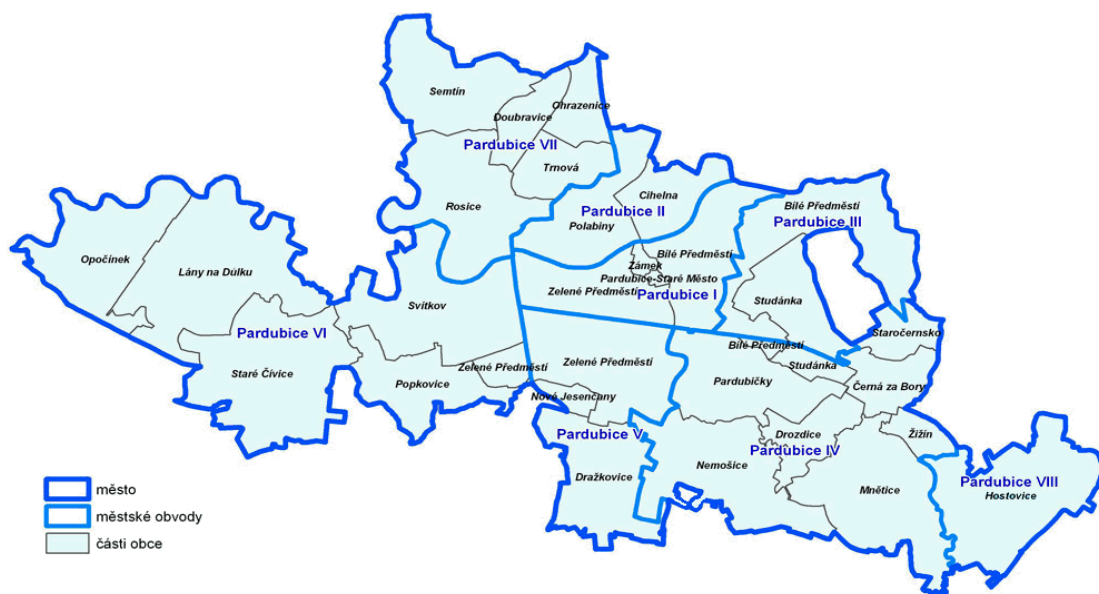 Semtín
Ohrazenice
Doubravice
Pardubice VII
Trnová
Cihelna
Rosice
Pardubice II
Polabiny
Bílé Předměstí
Pardubice III
Opočínek
Lány na Důlku
Bílé Předměstí
Zámek
Pardubice-Staré Město
Zelené Předměstí
Pardubice I
Svítkov
Studánka
Pardubice VI
Staročernsko
Bílé Předměstí
Staré Čívice
Zelené Předměstí
Zelené Předměstí
Studánka
Popkovice
Pardubičky
Černá za Bory
Nové Jesenčany
Pardubice V
Drozdice
Žižín
Pardubice IV
Nemošice
Dražkovice
Mnětice
Pardubice VIII
Hostovice
město
městské obvody
části obce